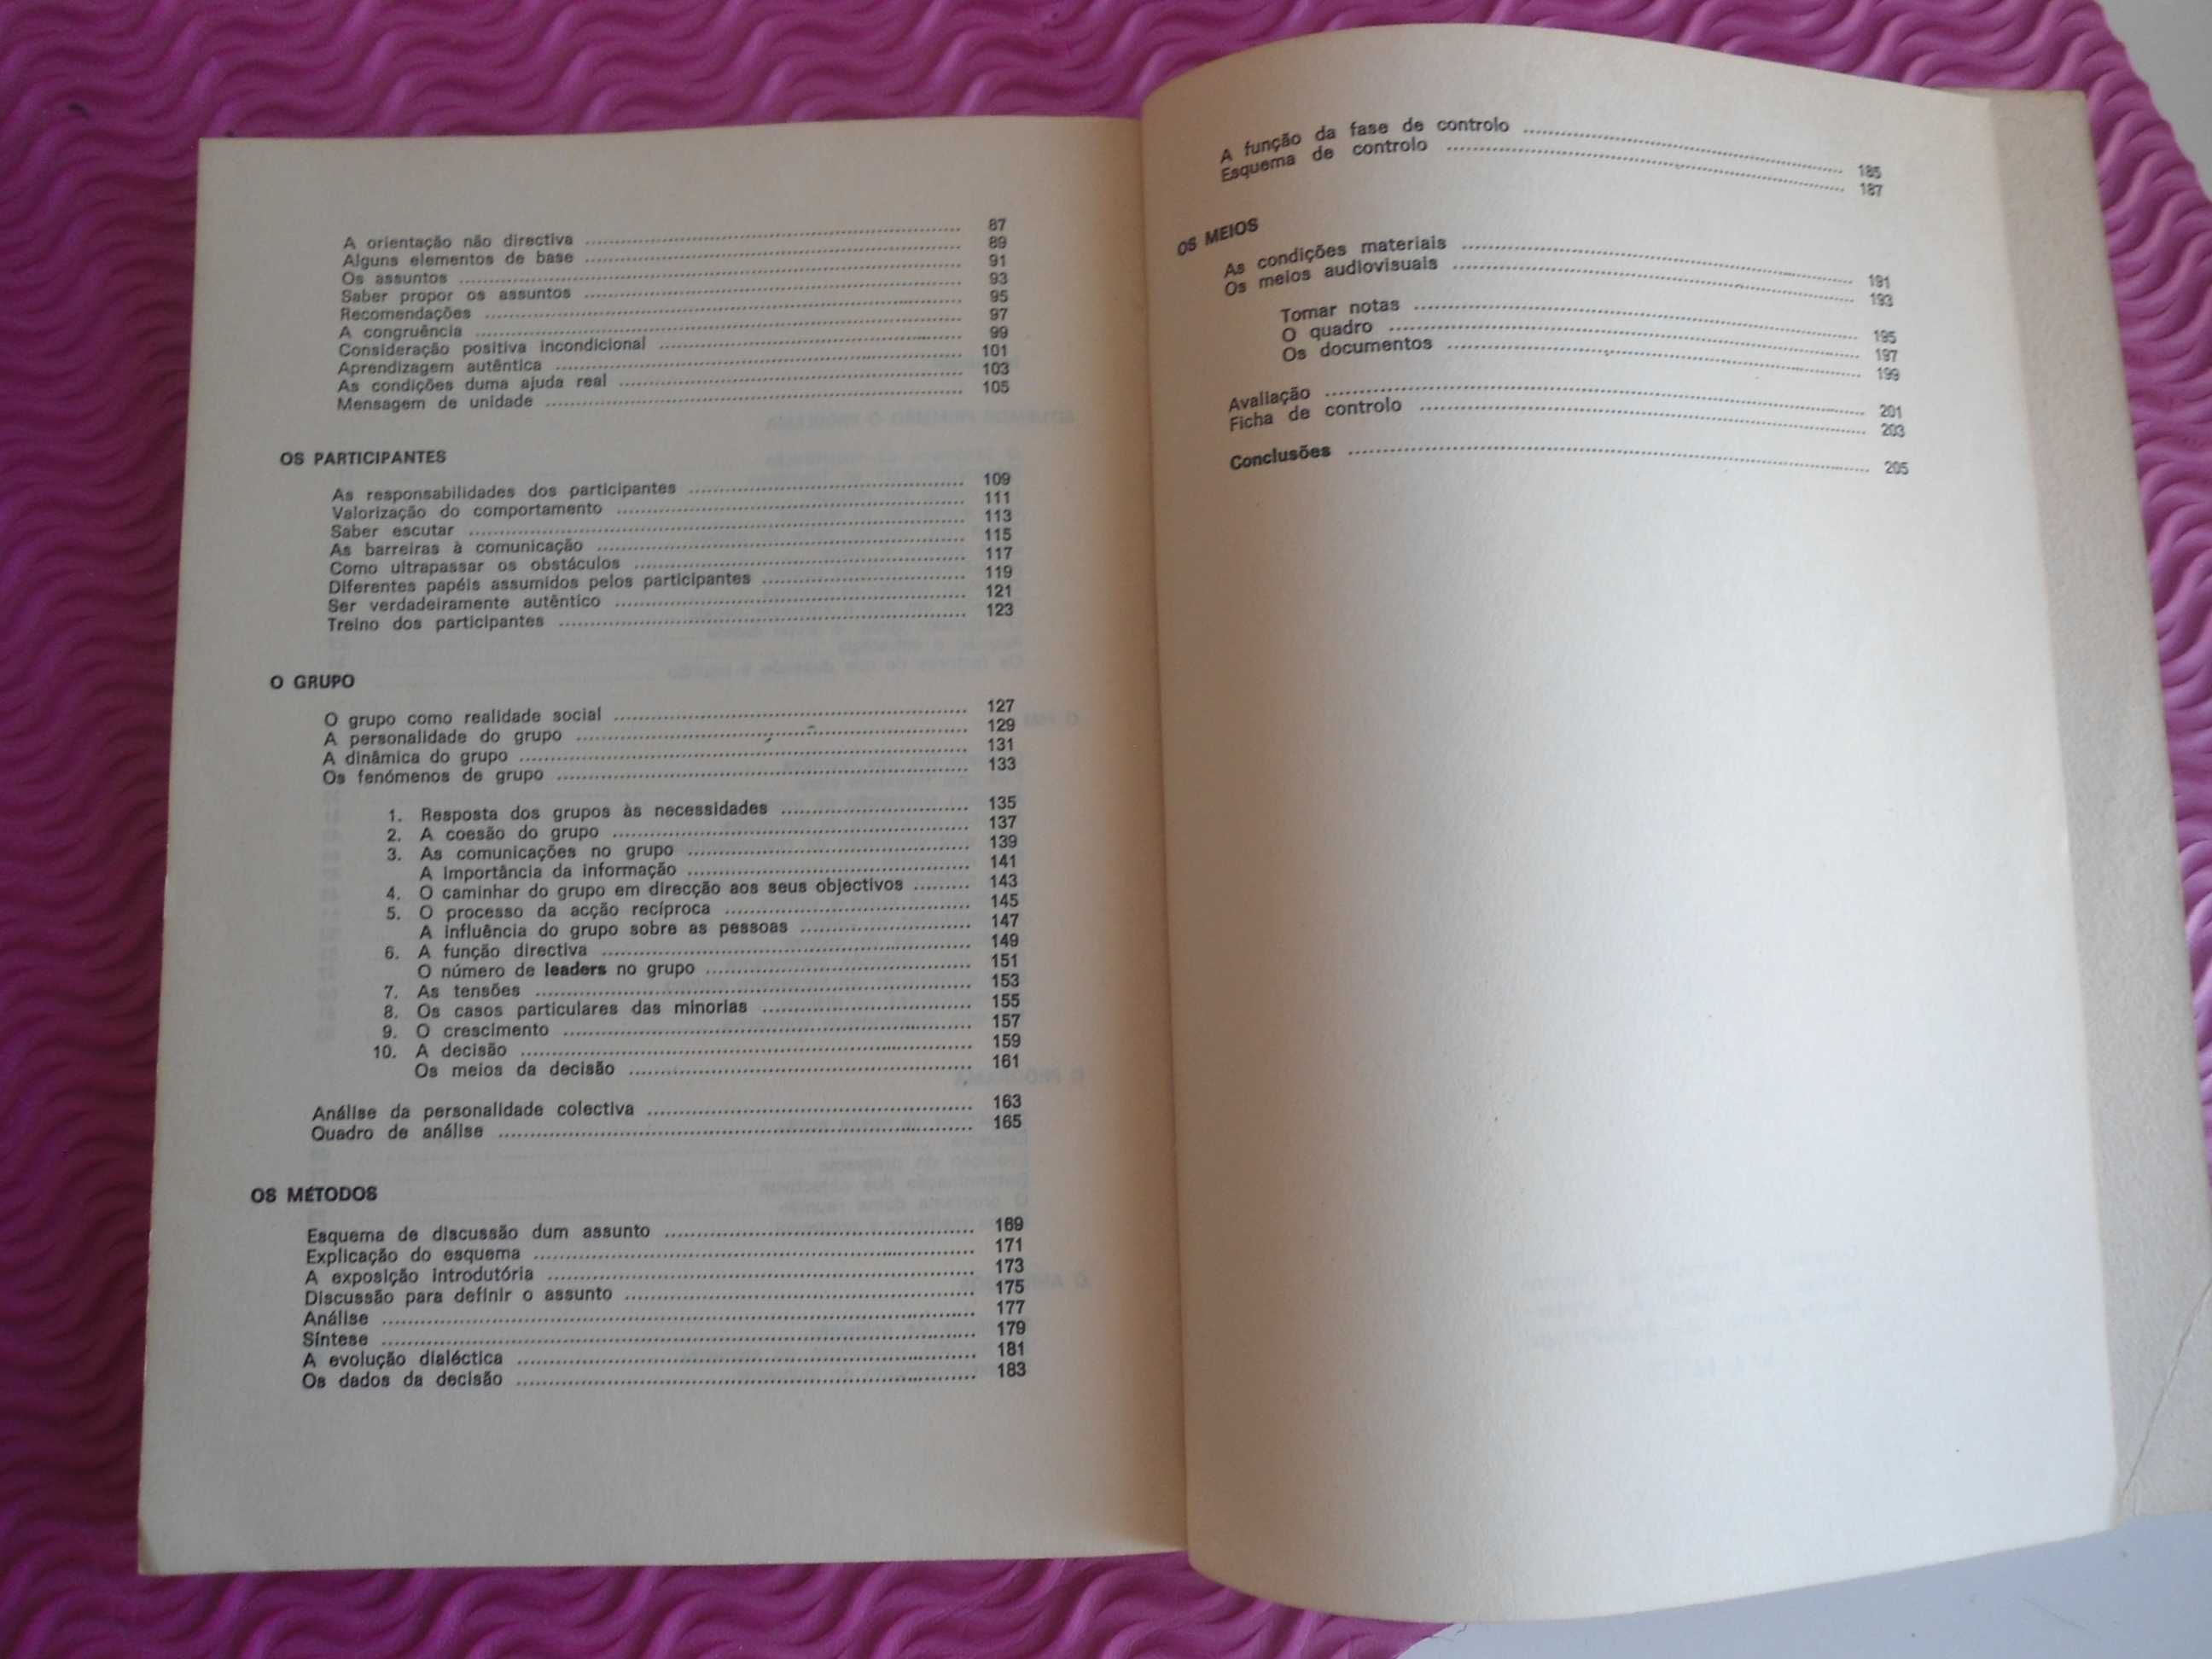 A orientação não directiva ........ 87
Alguns elementos de base ........ 89
Os assuntos ........ 91
Saber propor os assuntos ........ 93
Recomendações ........ 95
A congruência ........ 97
Consideração positiva incondicional ........ 99
Aprendizagem autêntica ........ 101
As condições duma ajuda real ........ 103
Mensagem de unidade ........ 105
OS PARTICIPANTES
As responsabilidades dos participantes ........ 109
Valorização do comportamento ........ 111
Saber escutar ........ 113
As barreiras à comunicação ........ 115
Como ultrapassar os obstáculos ........ 117
Diferentes papéis assumidos pelos participantes ........ 119
Ser verdadeiramente autêntico ........ 121
Treino dos participantes ........ 123
O GRUPO
O grupo como realidade social ........ 127
A personalidade do grupo ........ 129
A dinâmica do grupo ........ 131
Os fenómenos de grupo ........ 133
1. Resposta dos grupos às necessidades ........ 135
2. A coesão do grupo ........ 137
3. As comunicações no grupo ........ 139
A importância da informação ........ 141
4. O caminhar do grupo em direcção aos seus objectivos ........ 143
5. O processo da acção recíproca ........ 145
A influência do grupo sobre as pessoas ........ 147
6. A função directiva ........ 149
O número de leaders no grupo ........ 151
7. As tensões ........ 153
8. Os casos particulares das minorias ........ 155
9. O crescimento ........ 157
10. A decisão ........ 159
Os meios da decisão ........ 161
Análise da personalidade colectiva ........ 163
Quadro de análise ........ 165
OS MÉTODOS
Esquema de discussão dum assunto ........ 169
Explicação do esquema ........ 171
A exposição introdutória ........ 173
Discussão para definir o assunto ........ 175
Análise ........ 177
Síntese ........ 179
A evolução dialéctica ........ 181
Os dados da decisão ........ 183
A função da fase de controlo ........ 185
Esquema de controlo ........ 187
OS MEIOS
As condições materiais ........ 191
Os meios audiovisuais ........ 193
Tomar notas ........ 195
O quadro ........ 197
Os documentos ........ 199
Avaliação ........ 201
Ficha de controlo ........ 203
Conclusões ........ 205